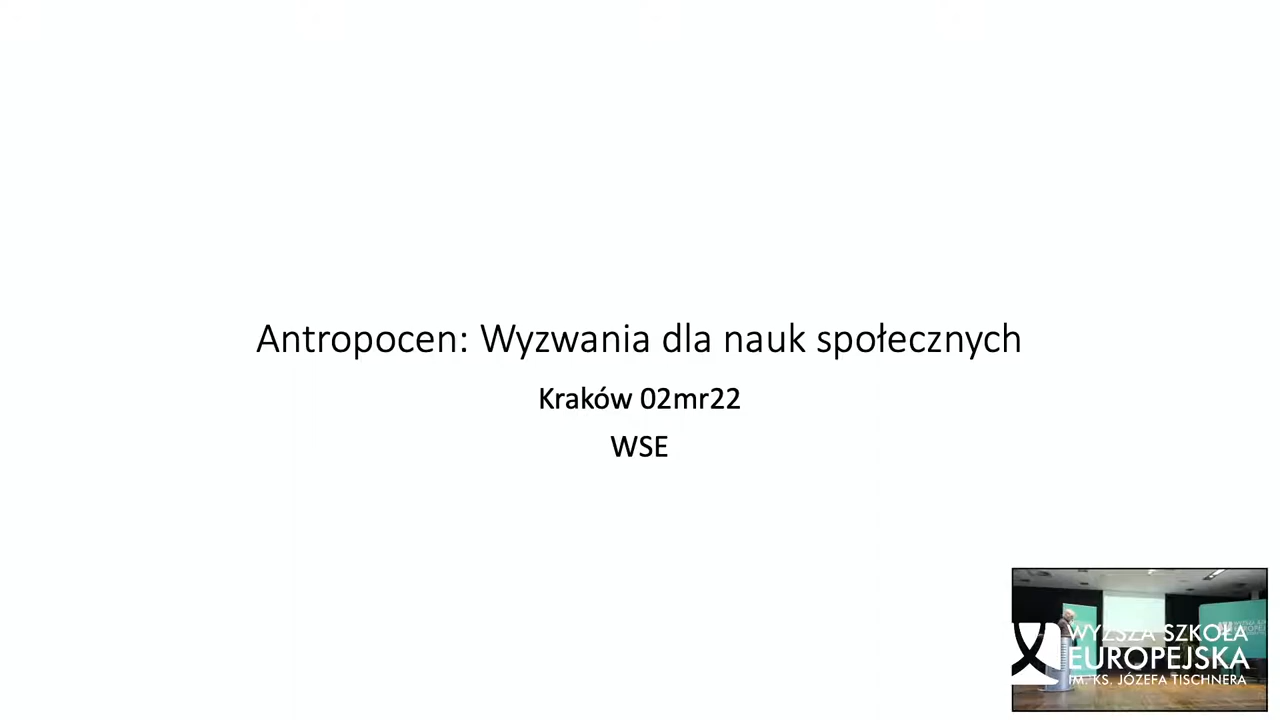 Antropocen: Wyzwania dla nauk społecznych
Kraków 02mr22
WSE
WYŻSZA SZKOŁA
EUROPEJSKA
IM. KS. JÓZEFA TISCHNERA